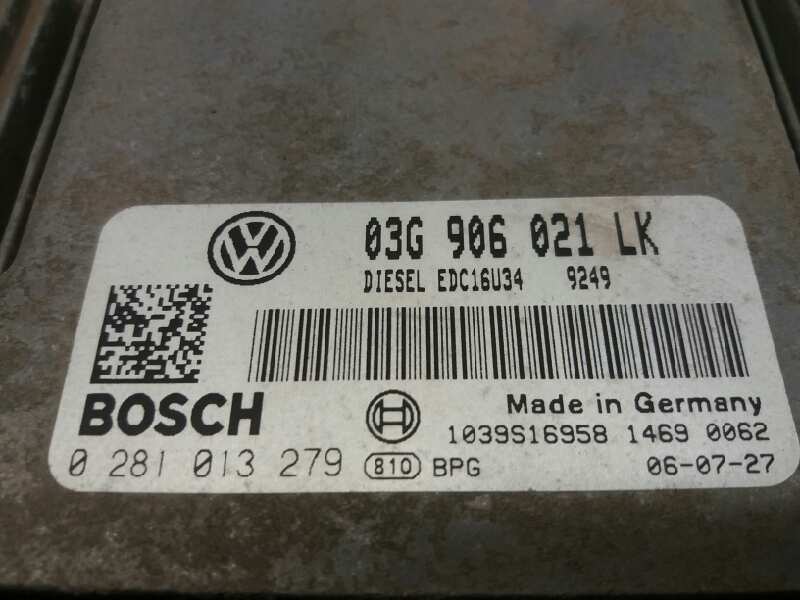 03G 906 021 LK
DIESEL EDC16U34 9249
BOSCH
Made in Germany
1039S16958 1469 0062
0 281 013 279 810 BPG 06-07-27